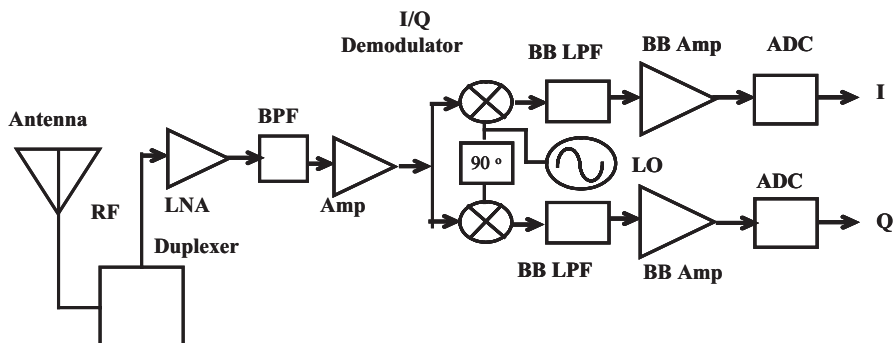 I/Q
Demodulator
BB LPF
BB Amp
ADC
I
Antenna
BPF
90 o
LO
RF
LNA
Amp
ADC
Duplexer
Q
BB LPF
BB Amp